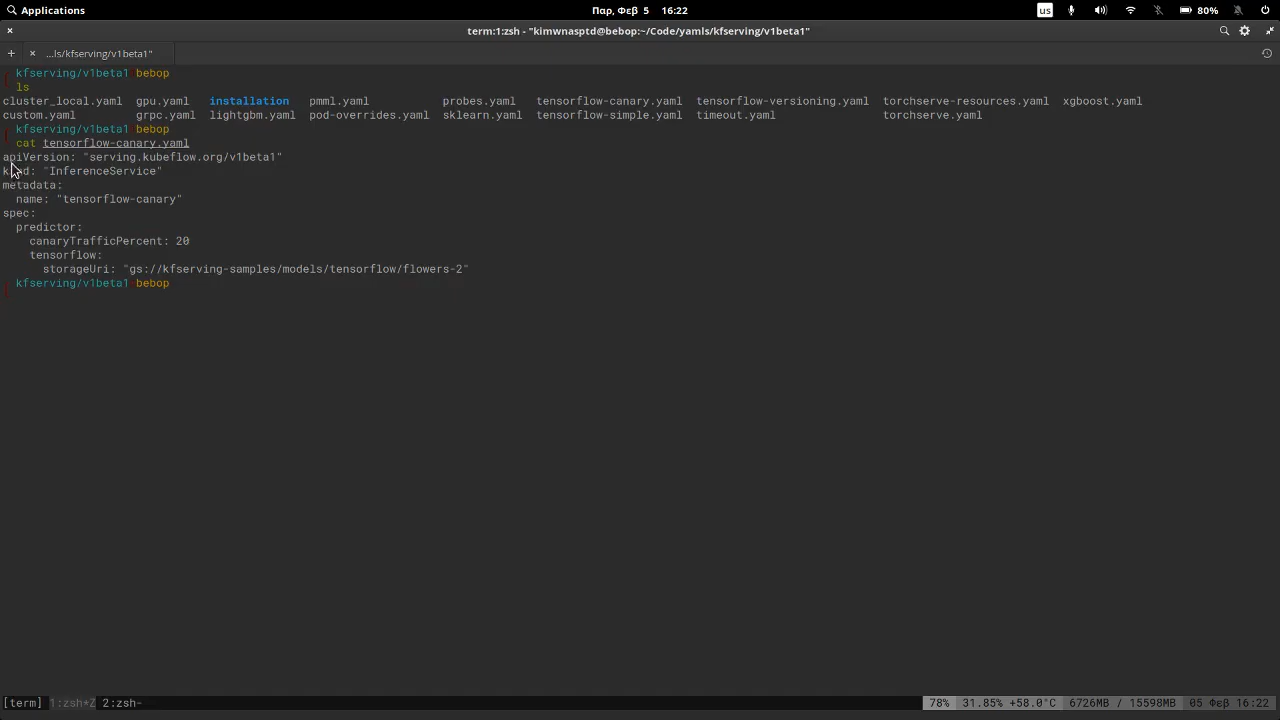 Applications Παρ, Φεβ 5 16:22 us 80%
term:1:zsh - "kimwnasptd@bebop:~/Code/yamls/kfserving/v1beta1"
+ × ...ls/kfserving/v1beta1"
kfserving/v1beta1 bebop
ls
cluster_local.yaml gpu.yaml installation pmml.yaml probes.yaml tensorflow-canary.yaml tensorflow-versioning.yaml torchserve-resources.yaml xgboost.yaml
custom.yaml grpc.yaml lightgbm.yaml pod-overrides.yaml sklearn.yaml tensorflow-simple.yaml timeout.yaml torchserve.yaml
kfserving/v1beta1 bebop
cat tensorflow-canary.yaml
apiVersion: "serving.kubeflow.org/v1beta1"
kind: "InferenceService"
metadata:
name: "tensorflow-canary"
spec:
predictor:
canaryTrafficPercent: 20
tensorflow:
storageUri: "gs://kfserving-samples/models/tensorflow/flowers-2"
kfserving/v1beta1 bebop
[term] 1:zsh*Z 2:zsh- 78% 31.85% +58.0°C 6726MB / 15598MB 05 Φεβ 16:22